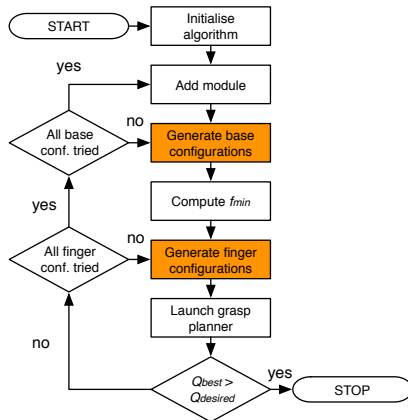 START
Initialise
algorithm
yes
Add module
All base
conf. tried
no
Generate base
configurations
yes
Compute fmin
All finger
conf. tried
no
Generate finger
configurations
Launch grasp
planner
no
Qbest >
Qdesired
yes
STOP